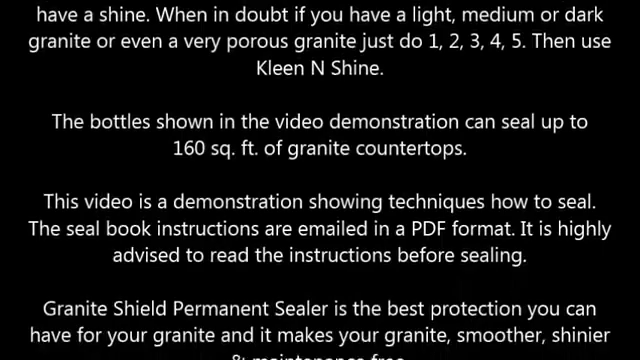 have a shine. When in doubt if you have a light, medium or dark
granite or even a very porous granite just do 1, 2, 3, 4, 5. Then use
Kleen N Shine.
The bottles shown in the video demonstration can seal up to
160 sq. ft. of granite countertops.
This video is a demonstration showing techniques how to seal.
The seal book instructions are emailed in a PDF format. It is highly
advised to read the instructions before sealing.
Granite Shield Permanent Sealer is the best protection you can
have for your granite and it makes your granite, smoother, shinier
& maintenance free